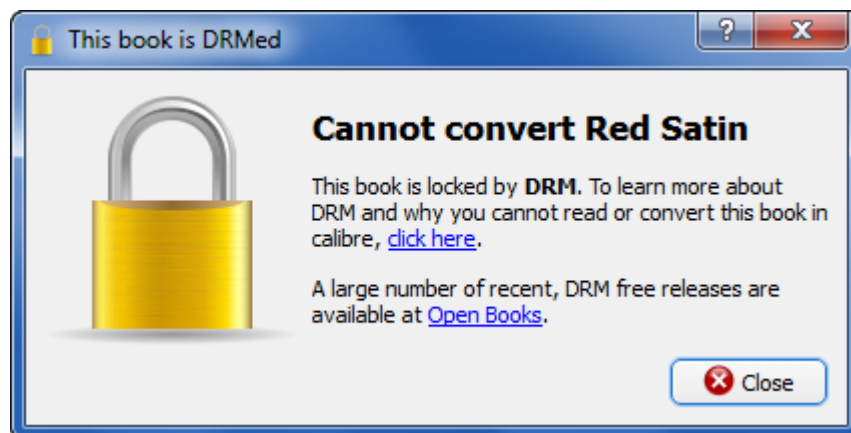 This book is DRMed
Cannot convert Red Satin
This book is locked by DRM. To learn more about
DRM and why you cannot read or convert this book in
calibre, click here.
A large number of recent, DRM free releases are
available at Open Books.
Close